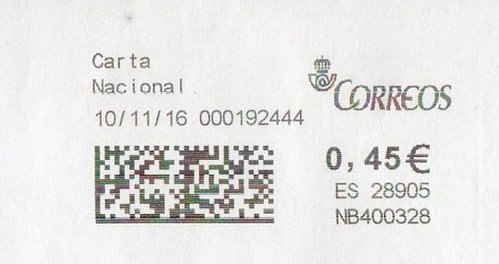 Carta
Nacional
10/11/16 000192444
CORREOS
0,45€
ES 28905
NB400328